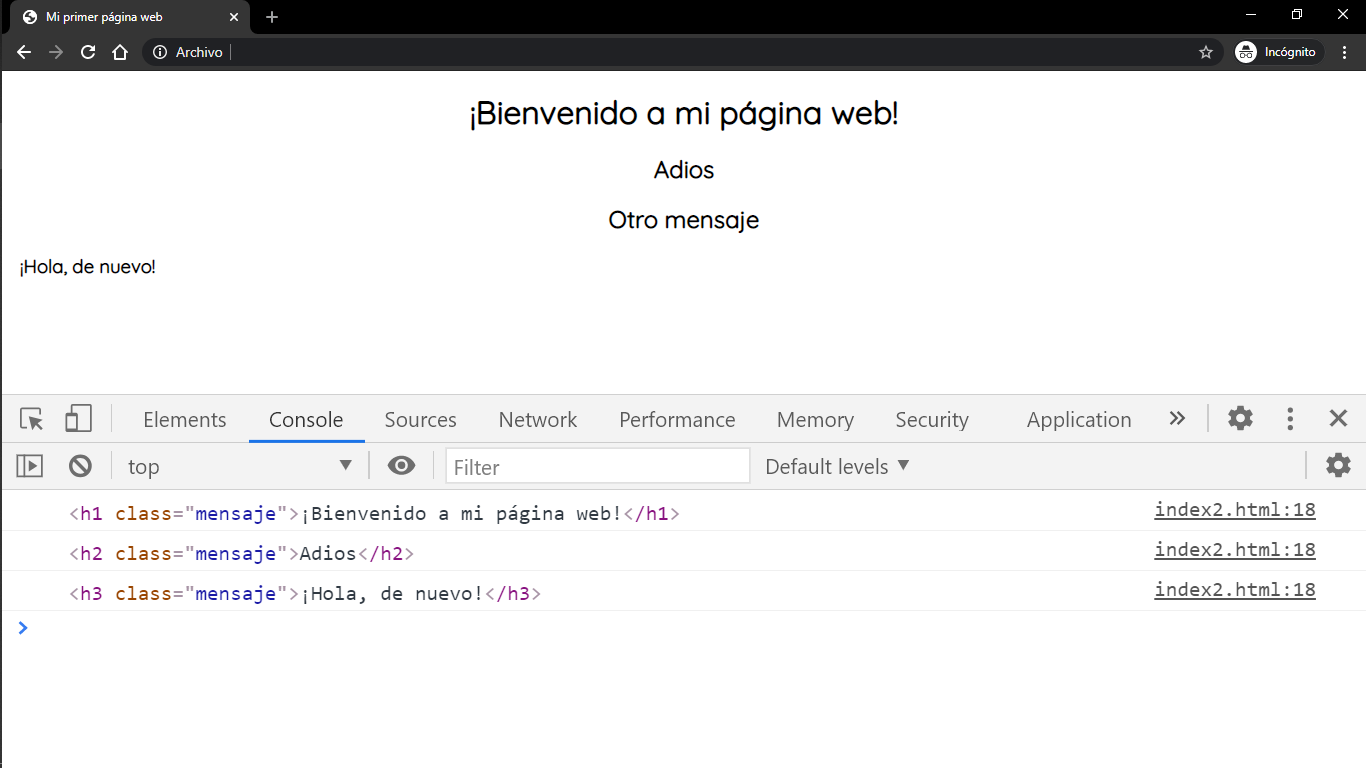 Mi primer página web
Archivo
Incógnito
¡Bienvenido a mi página web!
Adios
Otro mensaje
¡Hola, de nuevo!
Elements Console Sources Network Performance Memory Security Application
top Filter Default levels
<h1 class="mensaje">¡Bienvenido a mi página web!</h1> index2.html:18
<h2 class="mensaje">Adios</h2> index2.html:18
<h3 class="mensaje">¡Hola, de nuevo!</h3> index2.html:18